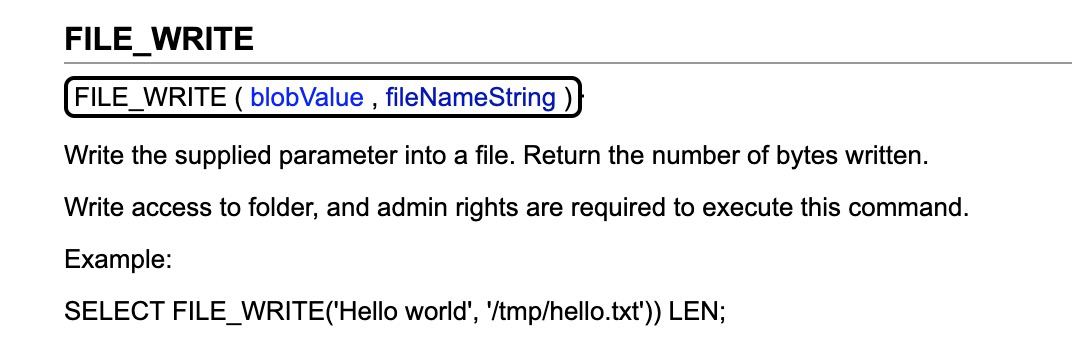 FILE_WRITE
FILE_WRITE ( blobValue , fileNameString )
Write the supplied parameter into a file. Return the number of bytes written.
Write access to folder, and admin rights are required to execute this command.
Example:
SELECT FILE_WRITE('Hello world', '/tmp/hello.txt')) LEN;